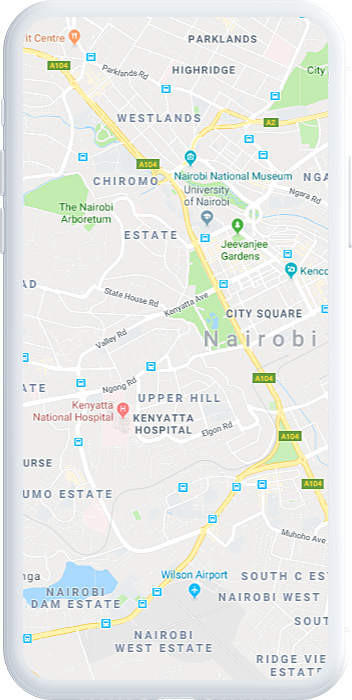 it Centre
PARKLANDS
A104
Parklands Rd
HIGHRIDGE
City
WESTLANDS
A2
A104
Nairobi National Museum
CHIROMO
NGA
University
of Nairobi
Ngara Rd
The Nairobi
Arboretum
ESTATE
Jeevanjee
Gardens
Kenco
AD
State House Rd
Kenyatta Ave
CITY SQUARE
Valley Rd
Nairobi
A104
Ngong Rd
ATE
UPPER HILL
Kenyatta
National Hospital
H
KENYATTA
HOSPITAL
Elgon Rd
A104
URSE
UMO ESTATE
A104
Muhoho Ave
nga
Wilson Airport
SOUTH C EST
NAIROBI
DAM ESTATE
NAIROBI WEST
SOUT
NAIROBI
WEST ESTATE
RIDGE VIE
ESTATE